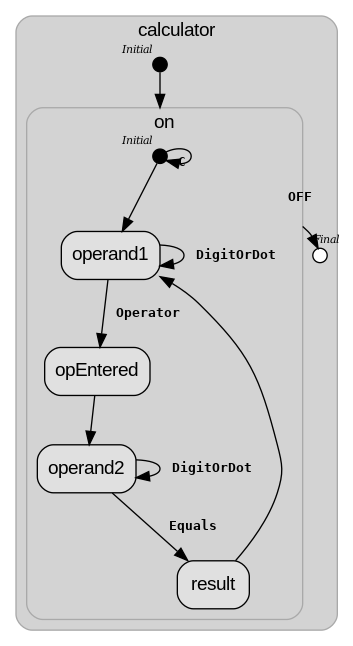 calculator
Initial
on
Initial
C
OFF
Final
operand1
DigitOrDot
Operator
opEntered
operand2
DigitOrDot
Equals
result